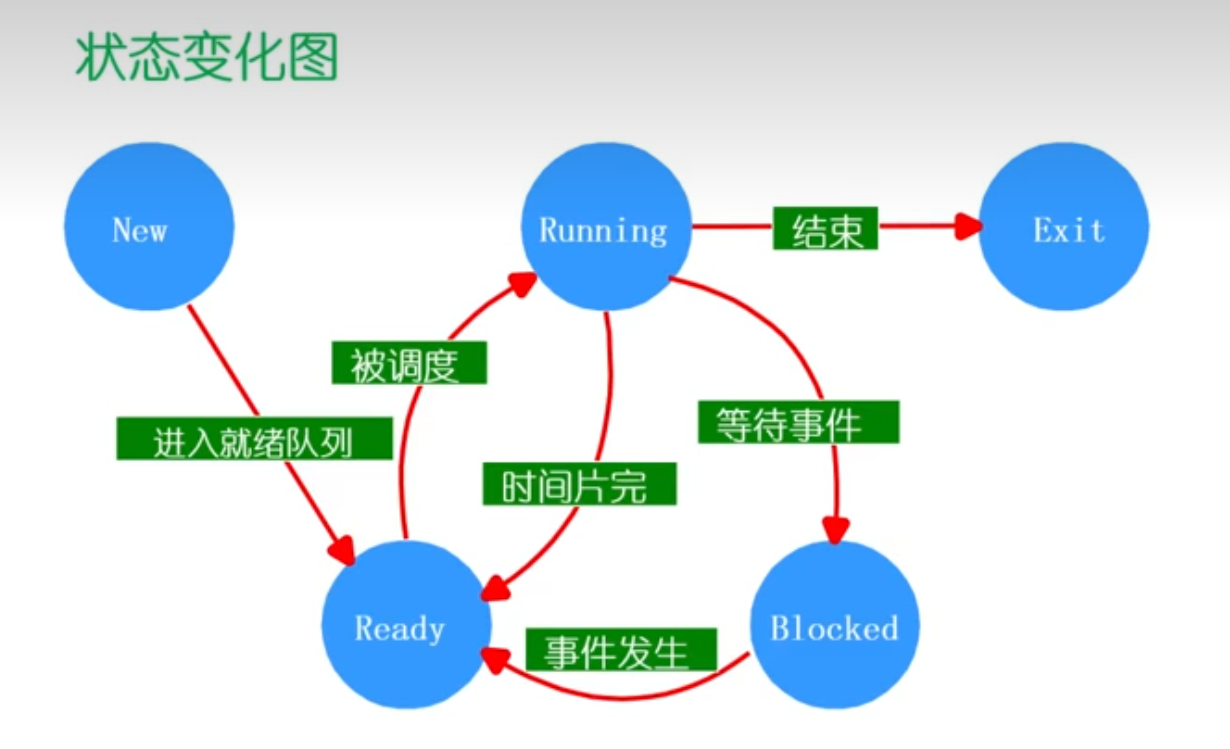 状态变化图
New
Running
结束
Exit
被调度
等待事件
进入就绪队列
时间片完
Ready
事件发生
Blocked